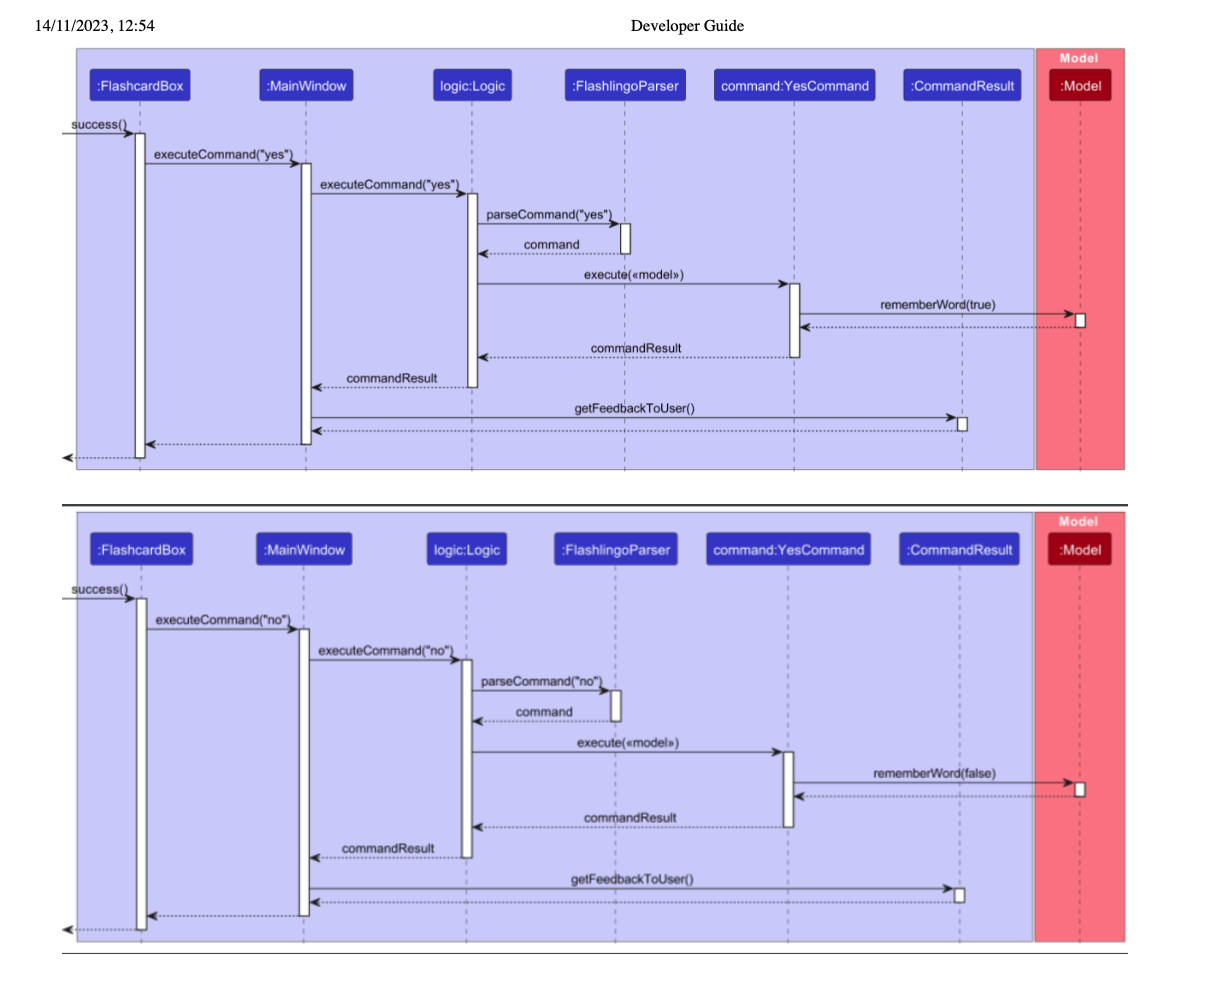 14/11/2023, 12:54 Developer Guide
Model
:FlashcardBox :MainWindow logic:Logic :FlashlingoParser command:YesCommand :CommandResult :Model
success()
executeCommand("yes")
executeCommand("yes")
parseCommand("yes")
command
execute(«model»)
rememberWord(true)
commandResult
commandResult
getFeedbackToUser()
Model
:FlashcardBox :MainWindow logic:Logic :FlashlingoParser command:YesCommand :CommandResult :Model
success()
executeCommand("no")
executeCommand("no")
parseCommand("no")
command
execute(«model»)
rememberWord(false)
commandResult
commandResult
getFeedbackToUser()